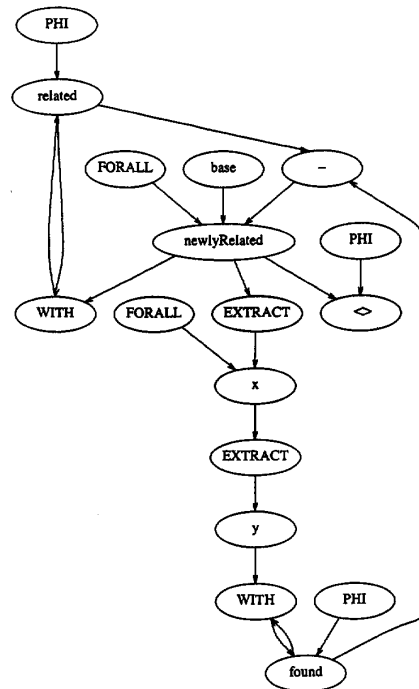 PHI
related
FORALL base –
newlyRelated PHI
WITH FORALL EXTRACT <>
x
EXTRACT
y
WITH PHI
found